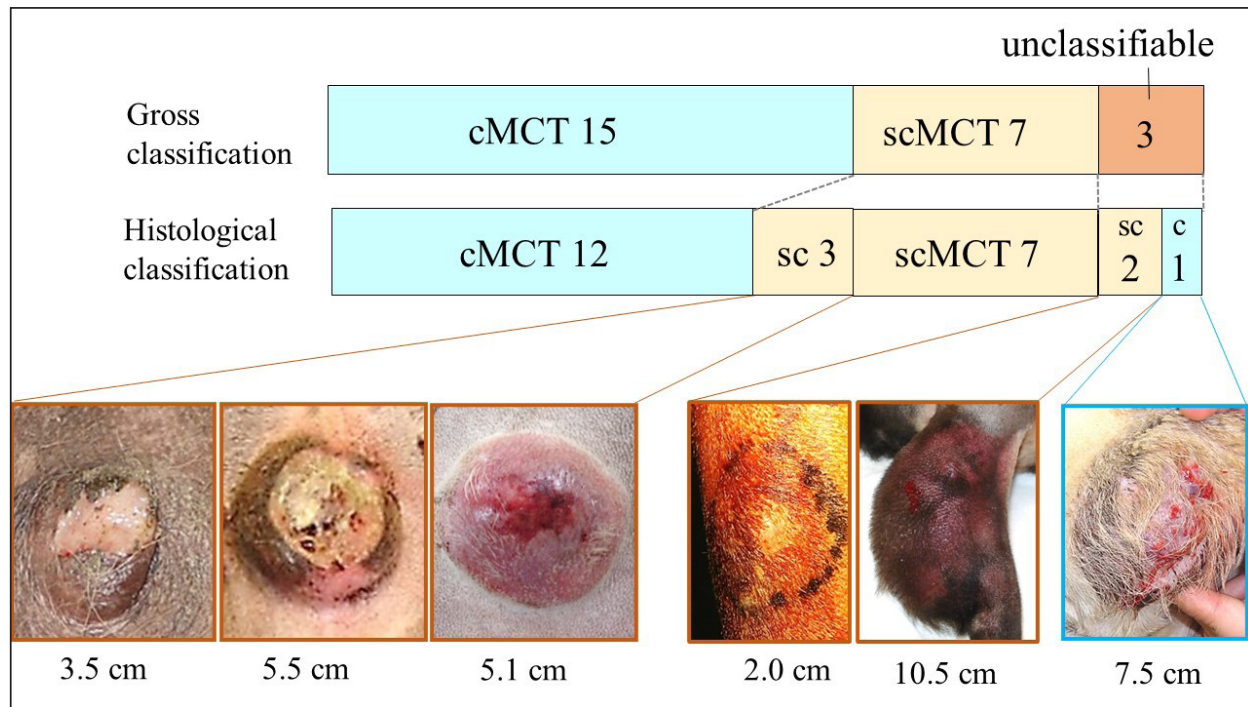 unclassifiable
Gross
classification
cMCT 15
scMCT 7
3
Histological
classification
cMCT 12
sc 3
scMCT 7
sc
2
c
1
3.5 cm
5.5 cm
5.1 cm
2.0 cm
10.5 cm
7.5 cm